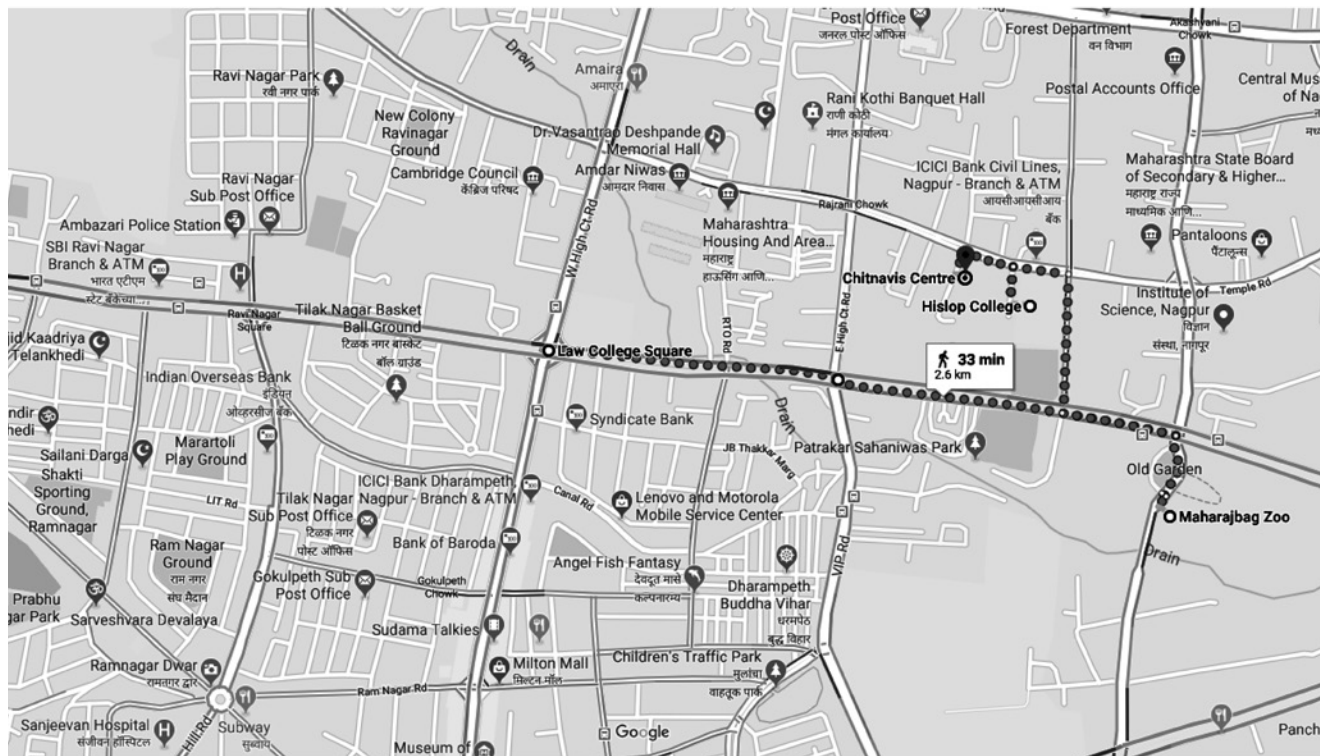 Post Office
जनरल पोस्ट ऑफिस
Forest Department
वन विभाग
Akashvani
Chowk
Drain
Amaira
अमाएरा
Ravi Nagar Park
रवी नगर पार्क
Postal Accounts Office
Central Mus
of Na
New Colony
Ravinagar
Ground
Rani Kothi Banquet Hall
राणी कोठी
मंगल कार्यालय
Dr.Vasantrao Deshpande
Memorial Hall
Cambridge Council
केंब्रिज परिषद
Amdar Niwas
आमदार निवास
ICICI Bank Civil Lines,
Nagpur - Branch & ATM
आयसीआयसीआय
बँक
Maharashtra State Board
of Secondary & Higher...
महाराष्ट्र राज्य
माध्यमिक आणि...
Ravi Nagar
Sub Post Office
Ambazari Police Station
SBI Ravi Nagar
Branch & ATM
भारत एटीएम
स्टेट बँकेच्या....
W.High Ct.Rd
Rajrani Chowk
Maharashtra
Housing And Area...
महाराष्ट्र
हाऊसिंग आणि...
Pantaloons
पँटालून्स
Chitnavis Centre
Hislop College
Temple Rd
Institute of
Science, Nagpur
विज्ञान
संस्था, नागपूर
E High Ct Rd
RTO Rd
Ravi Nagar
Square
Tilak Nagar Basket
Ball Ground
टिळक नगर बास्केट
बॉल ग्राउंड
jid Kaadriya
Telankhedi
Law College Square
33 min
2.6 km
Indian Overseas Bank
इंडियन
ओव्हरसीज बँक
ndir
hedi
Syndicate Bank
Drain
Patrakar Sahaniwas Park
JB Thakkar Marg
Sailani Darga
Marartoli
Play Ground
Old Garden
Shakti
Sporting
Ground,
Ramnagar
LIT Rd
ICICI Bank Dharampeth,
Nagpur - Branch & ATM
Canal Rd
Tilak Nagar
Sub Post Office
टिळक नगर
पोस्ट ऑफिस
Lenovo and Motorola
Mobile Service Center
Maharajbag Zoo
Drain
Bank of Baroda
VIP Rd
Ram Nagar
Ground
राम नगर
संघ मैदान
Gokulpeth Sub
Post Office
Gokulpeth
Chowk
Angel Fish Fantasy
देवदूत मासे
कल्पनारम्य
Dharampeth
Buddha Vihar
धरमपेठ
बुद्ध विहार
Prabhu
gar Park
Sarveshvara Devalaya
Sudama Talkies
Ramnagar Dwar
रामनगर द्वार
Milton Mall
मिल्टन मॉल
Children's Traffic Park
मुलांचा
वाहतूक पार्क
Ram Nagar Rd
Subway
सबवाय
Sanjeevan Hospital
संजीवन हॉस्पिटल
Hill Rd
Google
Museum of
Panch